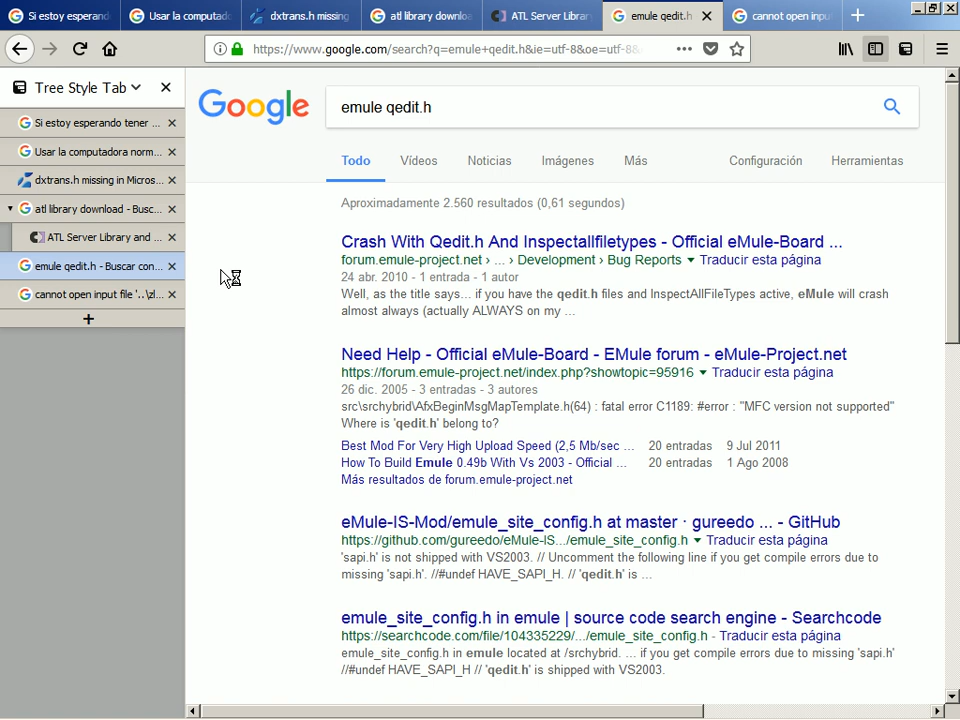 Si estoy esperando
Usar la computado
dxtrans.h missing
atl library downlo
ATL Server Library
emule qedit.h
cannot open inpu
https://www.google.com/search?q=emule+qedit.h&ie=utf-8&oe=utf-8&
Tree Style Tab
Si estoy esperando tener ...
Usar la computadora norm...
dxtrans.h missing in Micros...
atl library download - Busc...
ATL Server Library and ...
emule qedit.h - Buscar con...
cannot open input file '..\zl...
Google
emule qedit.h
Todo
Vídeos
Noticias
Imágenes
Más
Configuración
Herramientas
Aproximadamente 2.560 resultados (0,61 segundos)
Crash With Qedit.h And Inspectallfiletypes - Official eMule-Board ...
forum.emule-project.net › ... › Development › Bug Reports ▼ Traducir esta página
24 abr. 2010 - 1 entrada - 1 autor
Well, as the title says... if you have the qedit.h files and InspectAllFileTypes active, eMule will crash
almost always (actually ALWAYS on my ...
Need Help - Official eMule-Board - EMule forum - eMule-Project.net
https://forum.emule-project.net/index.php?showtopic=95916 ▼ Traducir esta página
26 dic. 2005 - 3 entradas - 3 autores
src\srchybrid\AfxBeginMsgMapTemplate.h(64) : fatal error C1189: #error : "MFC version not supported"
Where is 'qedit.h' belong to?
Best Mod For Very High Upload Speed (2,5 Mb/sec ... 20 entradas 9 Jul 2011
How To Build Emule 0.49b With Vs 2003 - Official ... 20 entradas 1 Ago 2008
Más resultados de forum.emule-project.net
eMule-IS-Mod/emule_site_config.h at master · gureedo ... - GitHub
https://github.com/gureedo/eMule-IS.../emule_site_config.h ▼ Traducir esta página
'sapi.h' is not shipped with VS2003. // Uncomment the following line if you get compile errors due to
missing 'sapi.h'. //#undef HAVE_SAPI_H. // 'qedit.h' is ...
emule_site_config.h in emule | source code search engine - Searchcode
https://searchcode.com/file/104335229/.../emule_site_config.h - Traducir esta página
emule_site_config.h in emule located at /srchybrid. ... if you get compile errors due to missing 'sapi.h'
//#undef HAVE_SAPI_H // 'qedit.h' is shipped with VS2003.